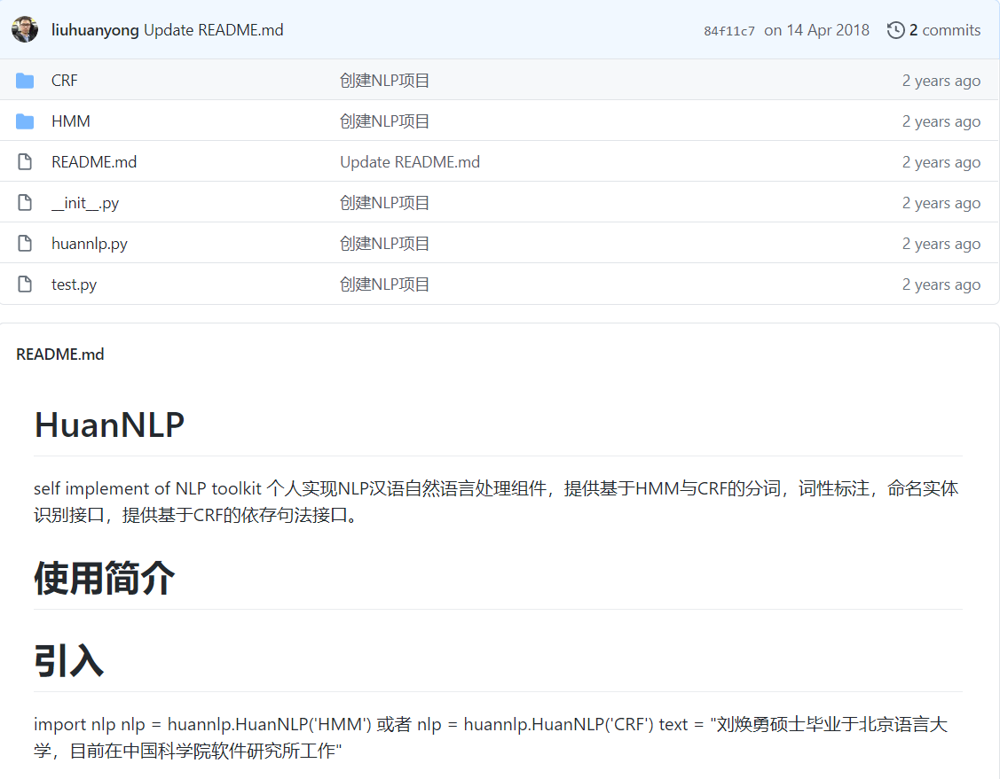 liuhuanyong Update README.md 84f11c7 on 14 Apr 2018 2 commits
CRF 创建NLP项目 2 years ago
HMM 创建NLP项目 2 years ago
README.md Update README.md 2 years ago
__init__.py 创建NLP项目 2 years ago
huannlp.py 创建NLP项目 2 years ago
test.py 创建NLP项目 2 years ago
README.md
HuanNLP
self implement of NLP toolkit 个人实现NLP汉语自然语言处理组件，提供基于HMM与CRF的分词，词性标注，命名实体
识别接口，提供基于CRF的依存句法接口。
使用简介
引入
import nlp nlp = huannlp.HuanNLP('HMM') 或者 nlp = huannlp.HuanNLP('CRF') text = "刘焕勇硕士毕业于北京语言大
学，目前在中国科学院软件研究所工作"